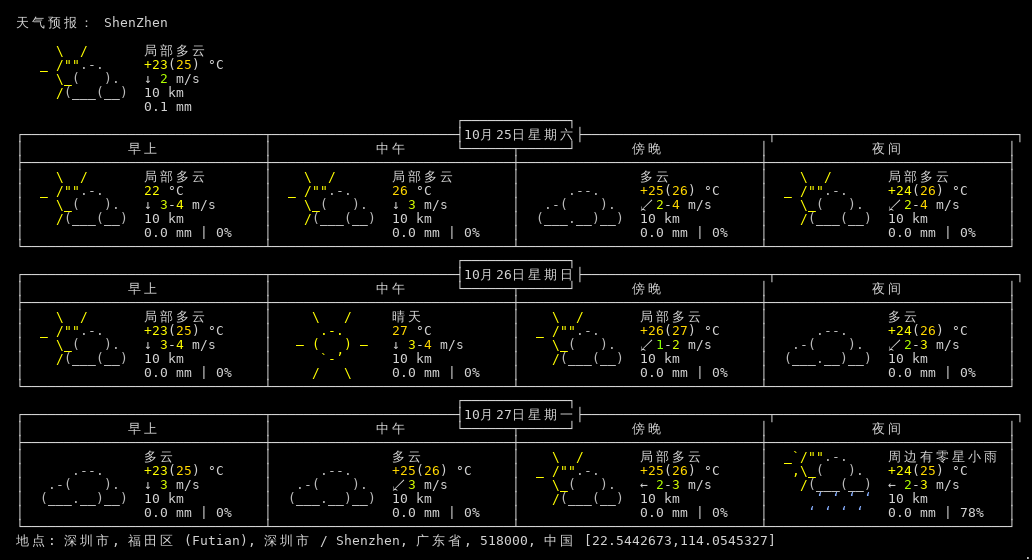 天气预报： ShenZhen
局部多云
+23(25) °C
↓ 2 m/s
10 km
0.1 mm
10月25日星期六
早上 中午 傍晚 夜间
局部多云 局部多云 多云 局部多云
22 °C 26 °C +25(26) °C +24(26) °C
↓ 3-4 m/s ↓ 3 m/s ↙ 2-4 m/s ↙ 2-4 m/s
10 km 10 km 10 km 10 km
0.0 mm | 0% 0.0 mm | 0% 0.0 mm | 0% 0.0 mm | 0%
10月26日星期日
早上 中午 傍晚 夜间
局部多云 晴天 局部多云 多云
+23(25) °C 27 °C +26(27) °C +24(26) °C
↓ 3-4 m/s ↓ 3-4 m/s ↙ 1-2 m/s ↙ 2-3 m/s
10 km 10 km 10 km 10 km
0.0 mm | 0% 0.0 mm | 0% 0.0 mm | 0% 0.0 mm | 0%
10月27日星期一
早上 中午 傍晚 夜间
多云 多云 局部多云 周边有零星小雨
+23(25) °C +25(26) °C +25(26) °C +24(25) °C
↓ 3 m/s ↙ 3 m/s ← 2-3 m/s ← 2-3 m/s
10 km 10 km 10 km 10 km
0.0 mm | 0% 0.0 mm | 0% 0.0 mm | 0% 0.0 mm | 78%
地点: 深圳市, 福田区 (Futian), 深圳市 / Shenzhen, 广东省, 518000, 中国 [22.5442673,114.0545327]